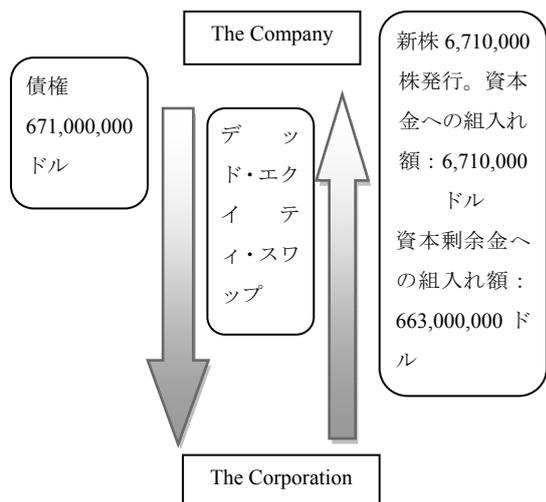 The Company
債権
671,000,000
ドル
デッ
ド・エク
イテ
ィ・スワ
ップ
新株 6,710,000
株発行。資本
金への組入れ
額：6,710,000
ドル
資本剰余金へ
の組入れ額：
663,000,000 ド
ル
The Corporation